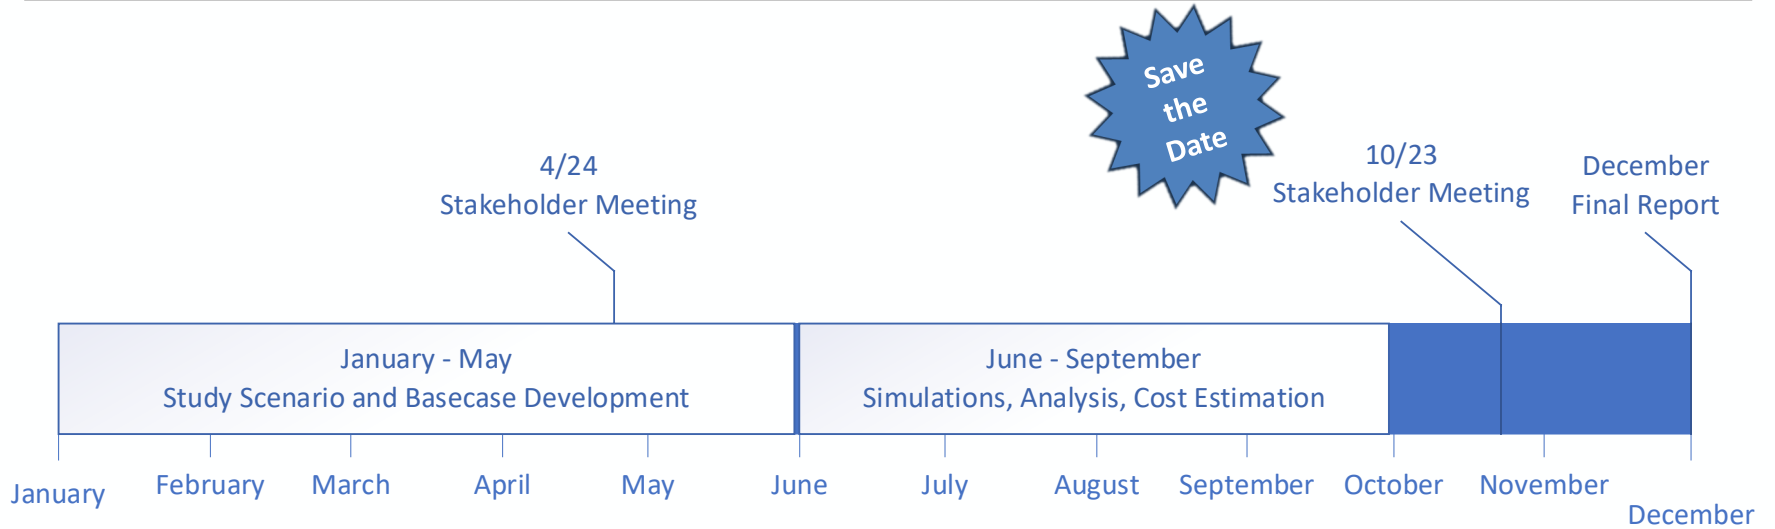 Save
the
Date
4/24
Stakeholder Meeting
10/23
Stakeholder Meeting
December
Final Report
January - May
Study Scenario and Basecase Development
June - September
Simulations, Analysis, Cost Estimation
January
February
March
April
May
June
July
August
September
October
November
December